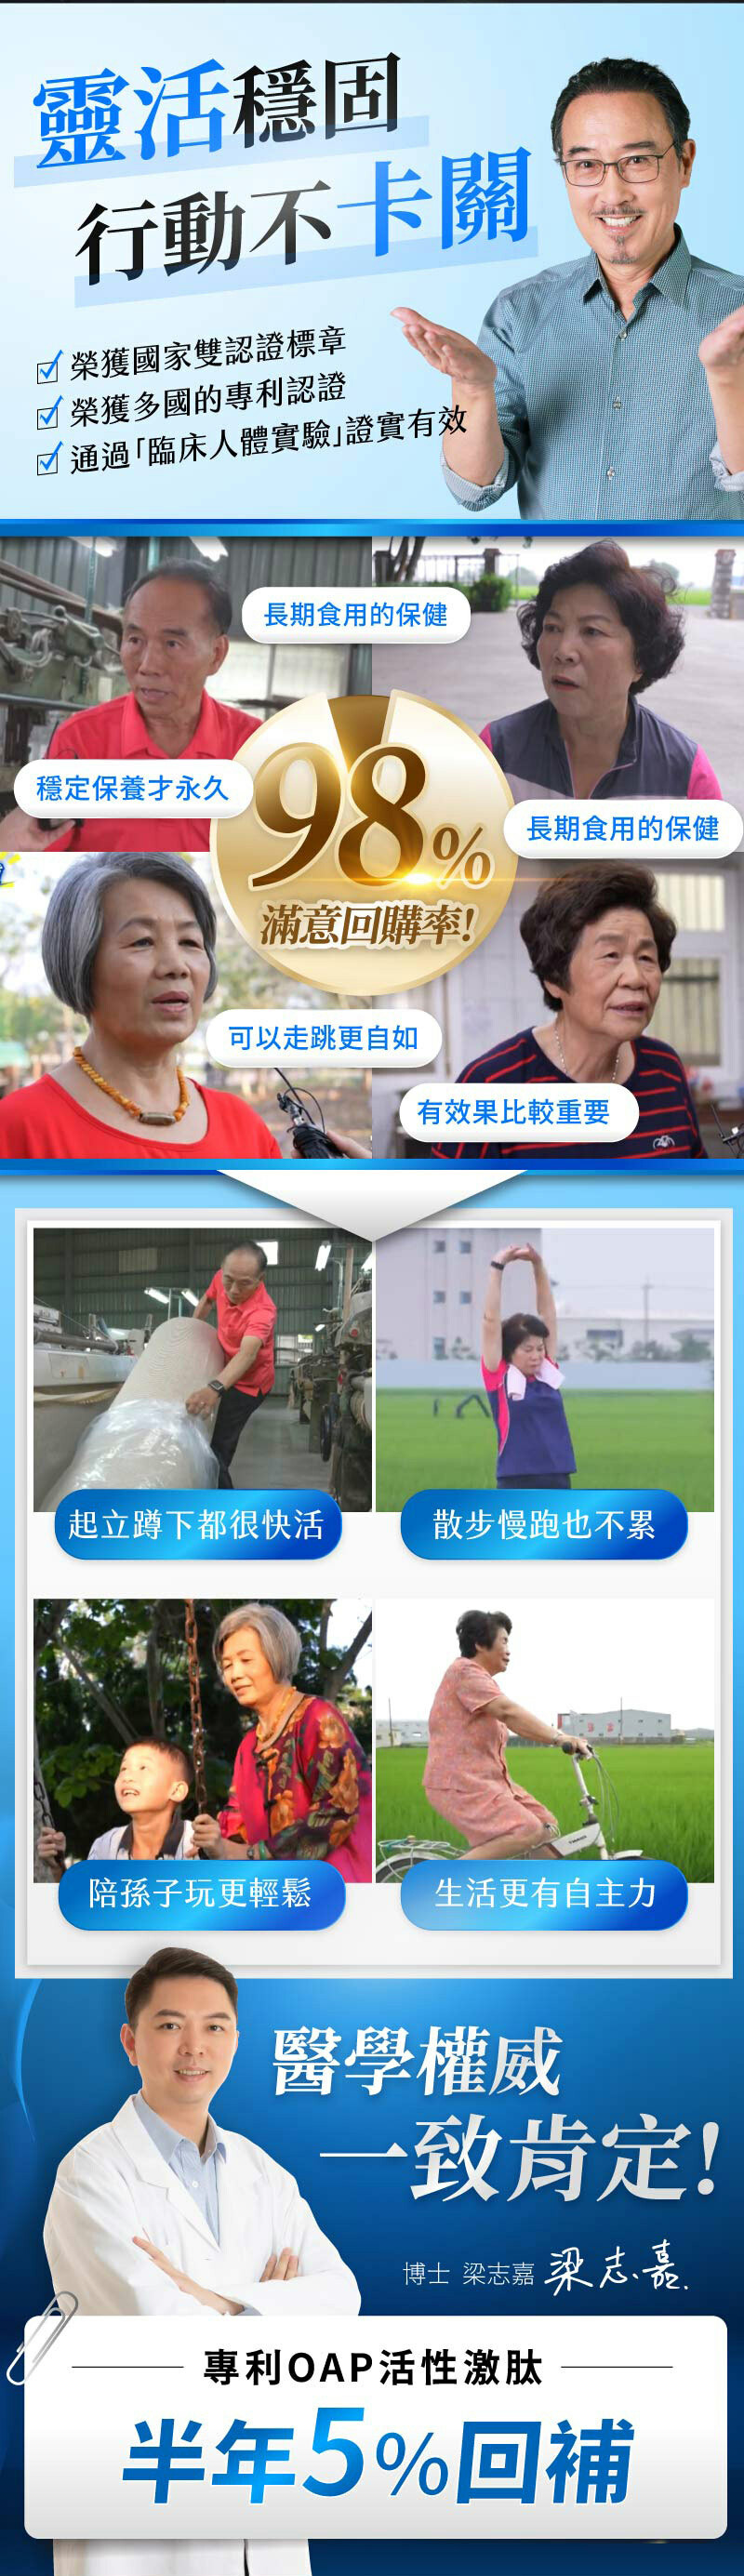 靈活穩固
行動不卡關
榮獲國家雙認證標章
榮獲多國的專利認證
通過「臨床人體實驗」證實有效
長期食用的保健
穩定保養才永久
98%
滿意回購率!
長期食用的保健
可以走跳更自如
有效果比較重要
起立蹲下都很快活
散步慢跑也不累
陪孫子玩更輕鬆
生活更有自主力
醫學權威
一致肯定!
博士 梁志嘉 梁志嘉
專利OAP活性激肽
半年5%回補